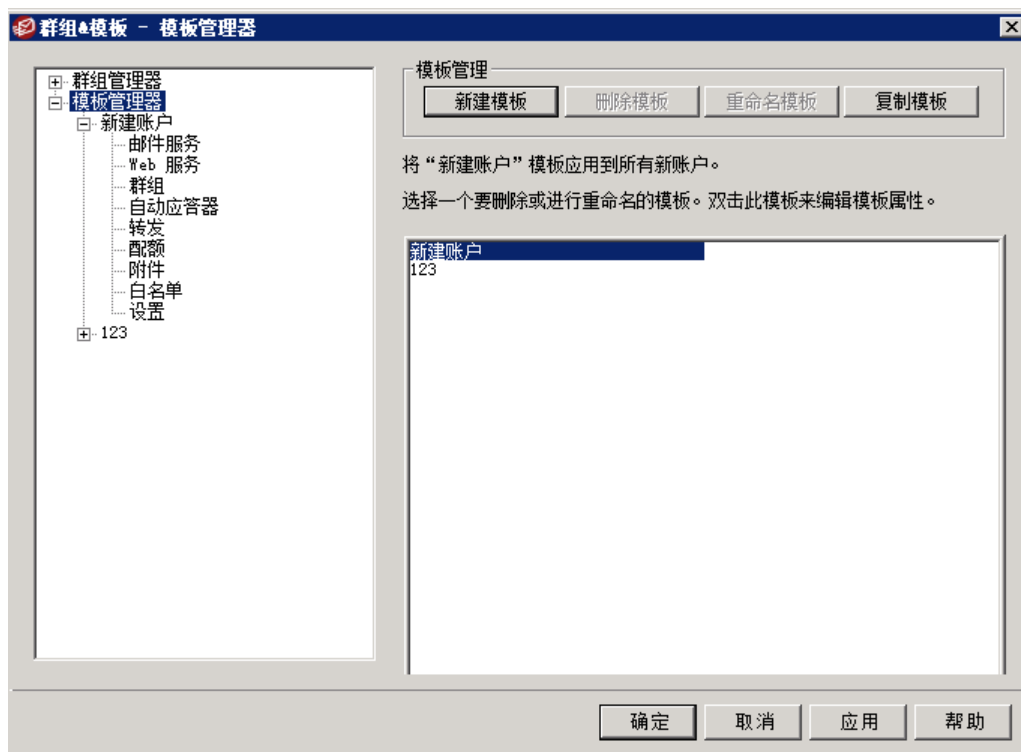 群组&模板 - 模板管理器
群组管理器
模板管理器
新建账户
邮件服务
Web 服务
群组
自动应答器
转发
配额
附件
白名单
设置
123
模板管理
新建模板 删除模板 重命名模板 复制模板
将“新建账户”模板应用到所有新账户。
选择一个要删除或进行重命名的模板。双击此模板来编辑模板属性。
新建账户
123
确定 取消 应用 帮助